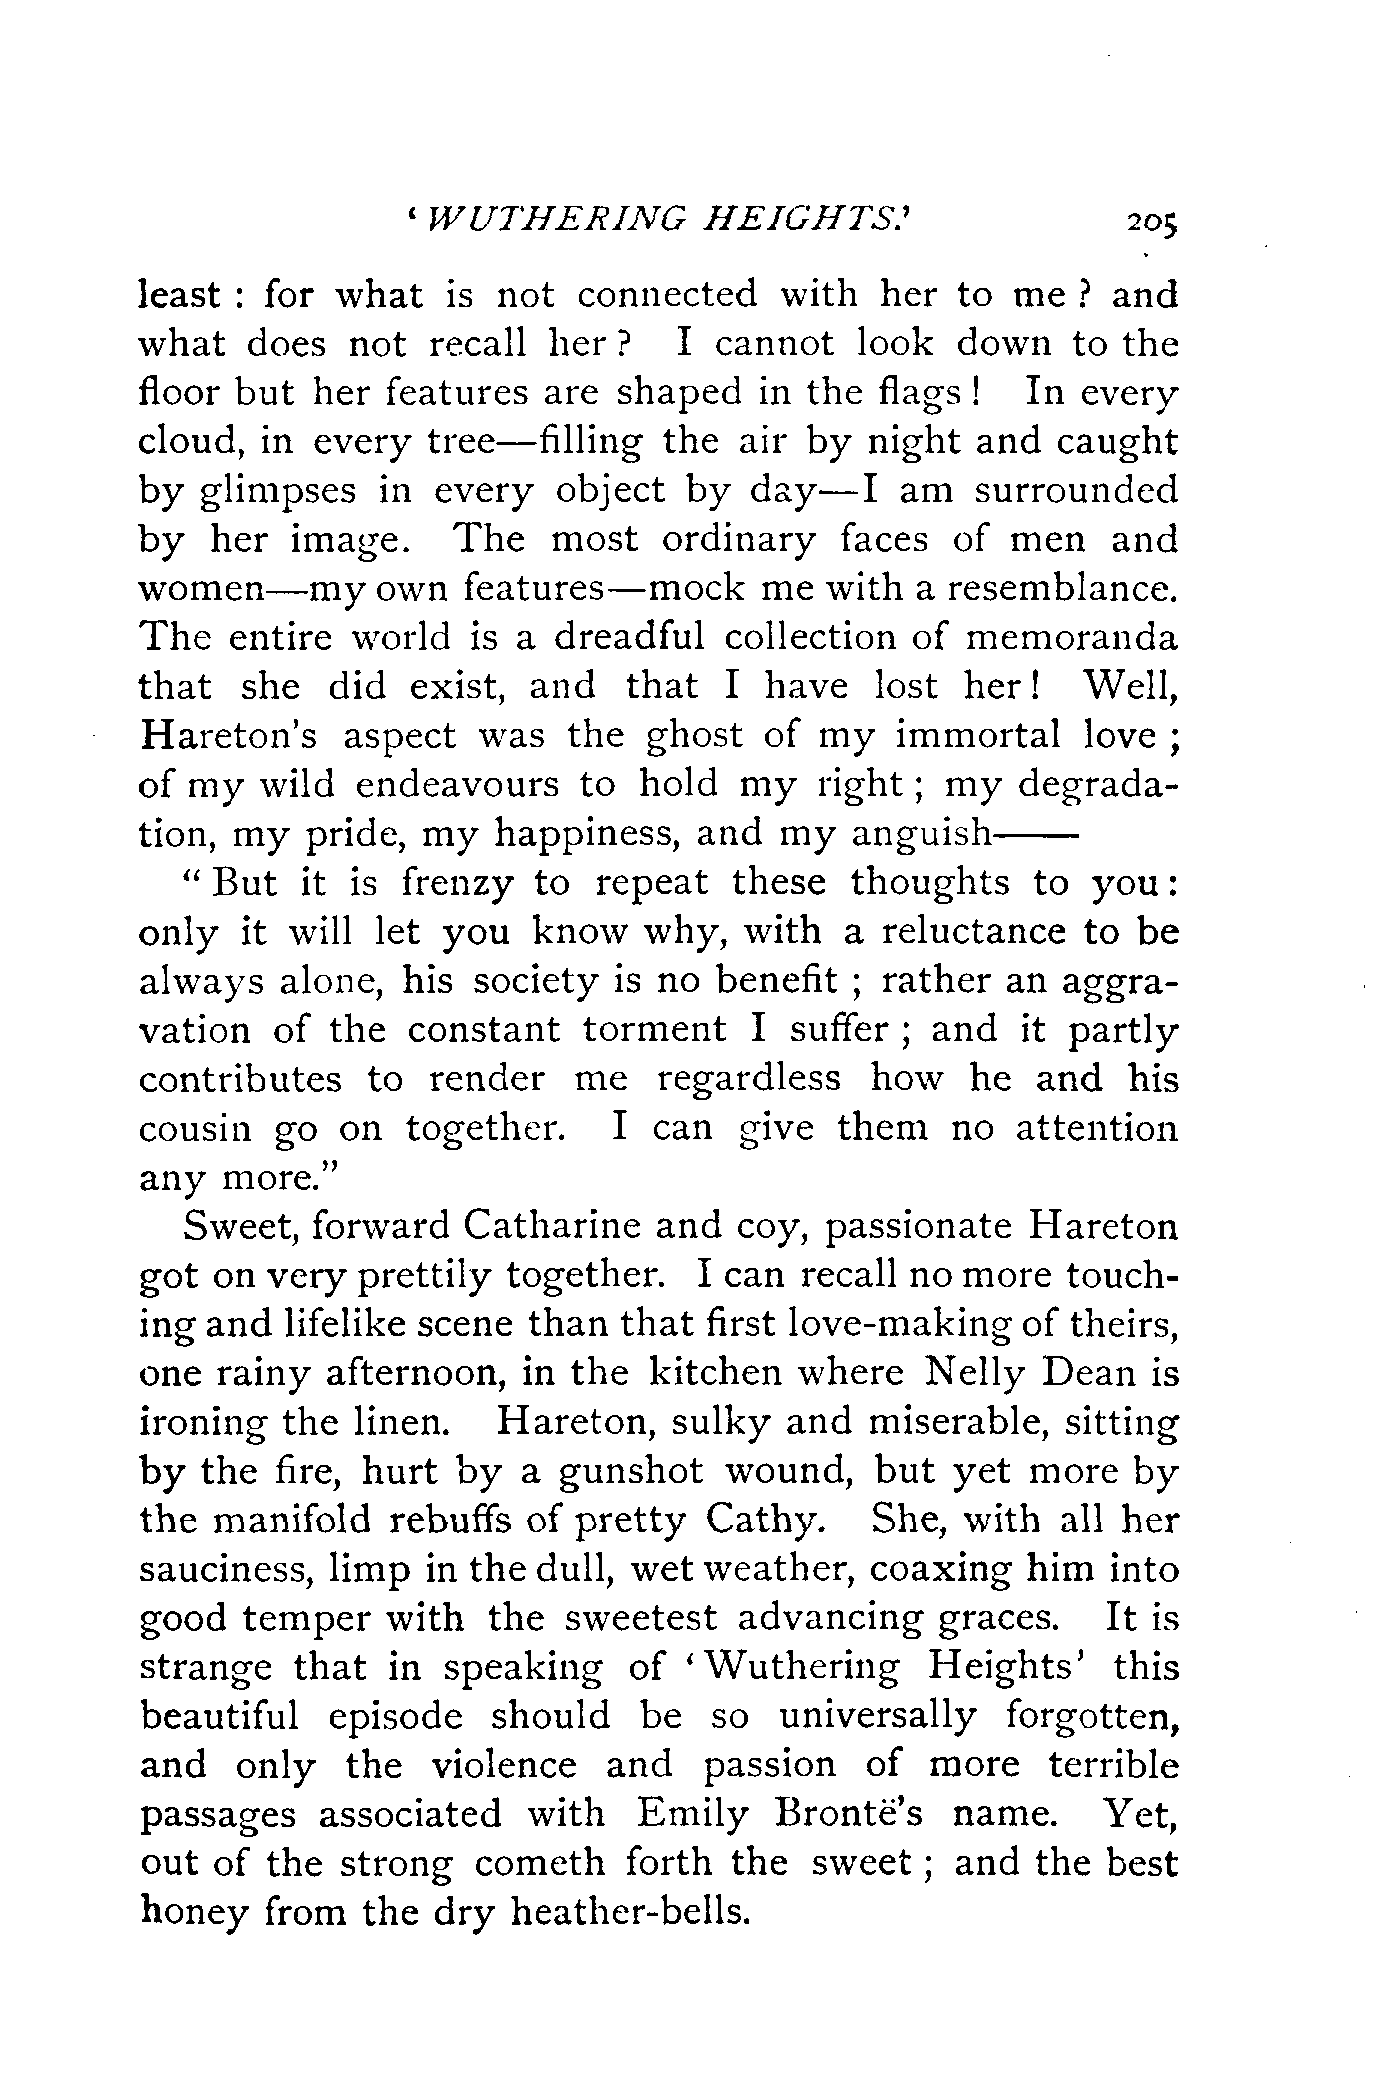 ‘ WUTHERING HEIGHTS.’ 205
least : for what is not connected with her to me ? and
what does not recall her ? I cannot look down to the
floor but her features are shaped in the flags ! In every
cloud, in every tree—filling the air by night and caught
by glimpses in every object by day—I am surrounded
by her image. The most ordinary faces of men and
women—my own features—mock me with a resemblance.
The entire world is a dreadful collection of memoranda
that she did exist, and that I have lost her ! Well,
Hareton's aspect was the ghost of my immortal love ;
of my wild endeavours to hold my right ; my degrada-
tion, my pride, my happiness, and my anguish——
“ But it is frenzy to repeat these thoughts to you :
only it will let you know why, with a reluctance to be
always alone, his society is no benefit ; rather an aggra-
vation of the constant torment I suffer ; and it partly
contributes to render me regardless how he and his
cousin go on together. I can give them no attention
any more.”
Sweet, forward Catharine and coy, passionate Hareton
got on very prettily together. I can recall no more touch-
ing and lifelike scene than that first love-making of theirs,
one rainy afternoon, in the kitchen where Nelly Dean is
ironing the linen. Hareton, sulky and miserable, sitting
by the fire, hurt by a gunshot wound, but yet more by
the manifold rebuffs of pretty Cathy. She, with all her
sauciness, limp in the dull, wet weather, coaxing him into
good temper with the sweetest advancing graces. It is
strange that in speaking of ‘ Wuthering Heights’ this
beautiful episode should be so universally forgotten,
and only the violence and passion of more terrible
passages associated with Emily Brontë's name. Yet,
out of the strong cometh forth the sweet ; and the best
honey from the dry heather-bells.